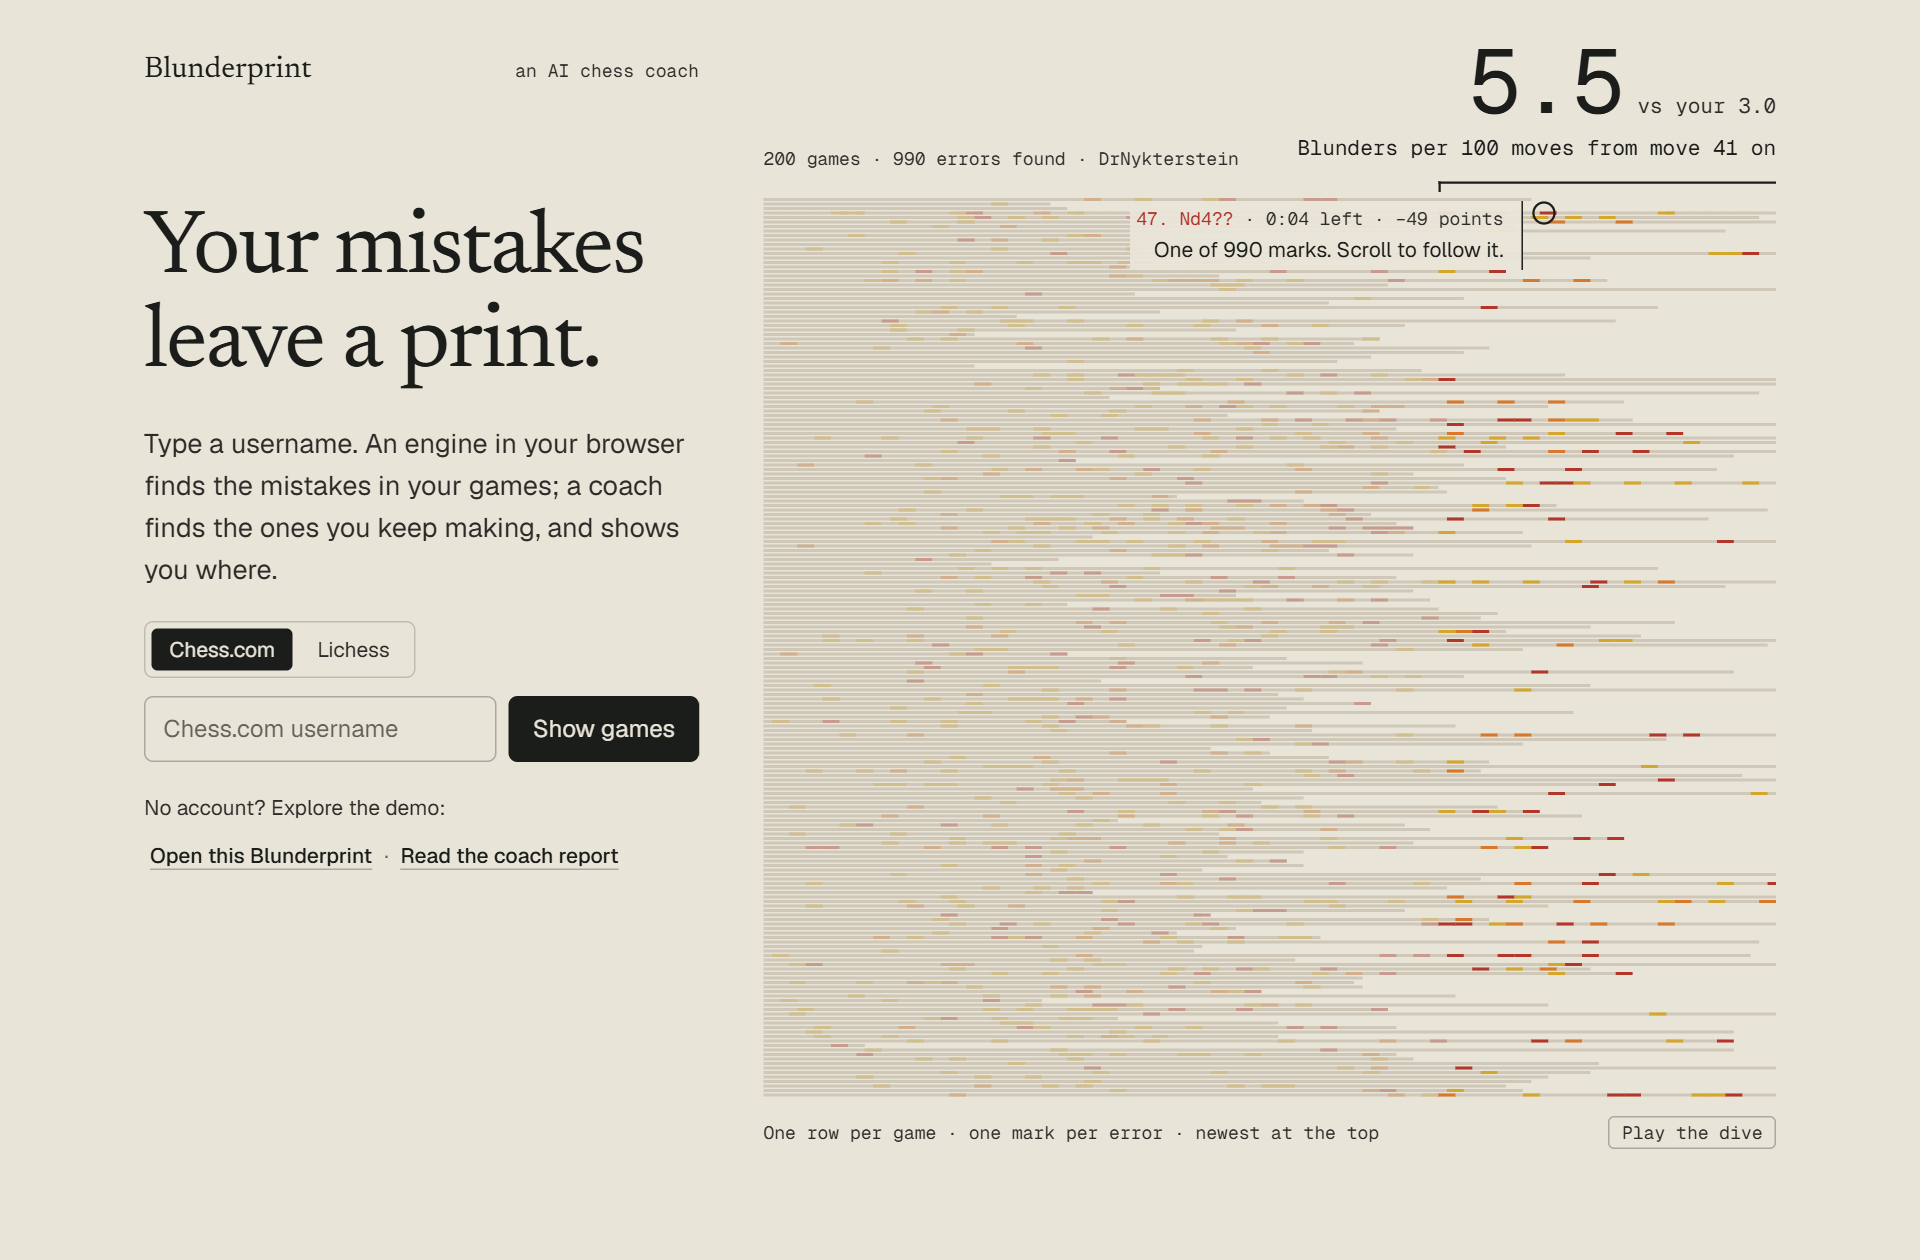 Blunderprint
an AI chess coach
Your mistakes
leave a print.
Type a username. An engine in your browser
finds the mistakes in your games; a coach
finds the ones you keep making, and shows
you where.
Chess.com
Lichess
Chess.com username
Show games
No account? Explore the demo:
Open this Blunderprint · Read the coach report
5.5 vs your 3.0
Blunders per 100 moves from move 41 on
200 games · 990 errors found · DrNykterstein
47. Nd4?? · 0:04 left · −49 points
One of 990 marks. Scroll to follow it.
One row per game · one mark per error · newest at the top
Play the dive